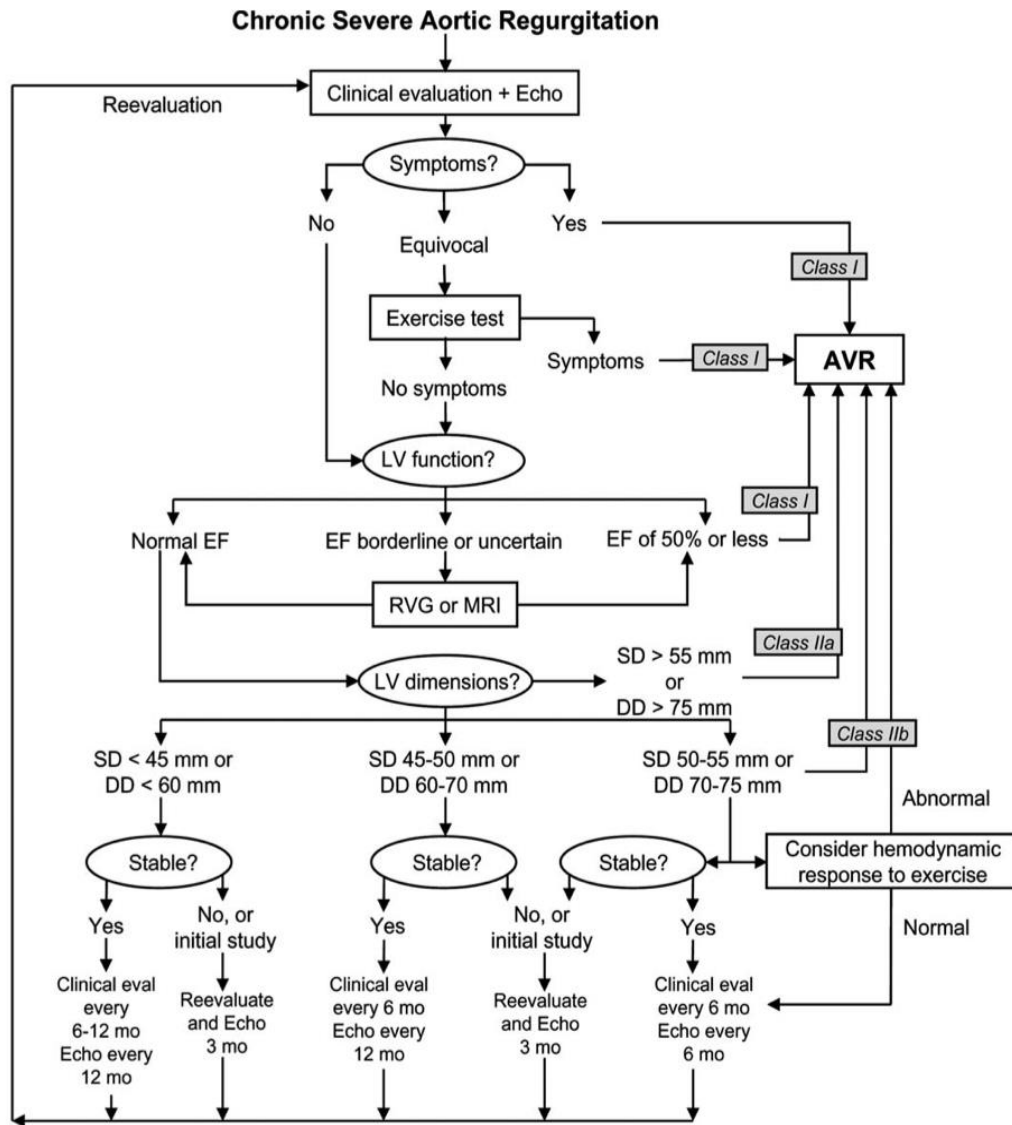 Chronic Severe Aortic Regurgitation
Reevaluation
Clinical evaluation + Echo
Symptoms?
No
Equivocal
Yes
Class I
Exercise test
Symptoms
Class I
AVR
No symptoms
LV function?
Class I
Normal EF
EF borderline or uncertain
EF of 50% or less
RVG or MRI
Class IIa
LV dimensions?
SD > 55 mm
or
DD > 75 mm
Class IIb
SD < 45 mm or
DD < 60 mm
SD 45-50 mm or
DD 60-70 mm
SD 50-55 mm or
DD 70-75 mm
Abnormal
Stable?
Stable?
Stable?
Consider hemodynamic
response to exercise
Yes
No, or
initial study
Yes
No, or
initial study
Yes
Normal
Clinical eval
every
6-12 mo
Echo every
12 mo
Reevaluate
and Echo
3 mo
Clinical eval
every 6 mo
Echo every
12 mo
Reevaluate
and Echo
3 mo
Clinical eval
every 6 mo
Echo every
6 mo